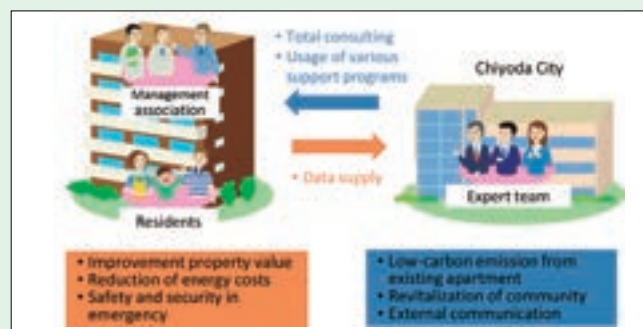 • Total consulting
• Usage of various
support programs
Chiyoda City
Management
association
• Data supply
Expert team
Residents
• Improvement property value
• Reduction of energy costs
• Safety and security in
emergency
• Low-carbon emission from
existing apartment
• Revitalization of community
• External communication